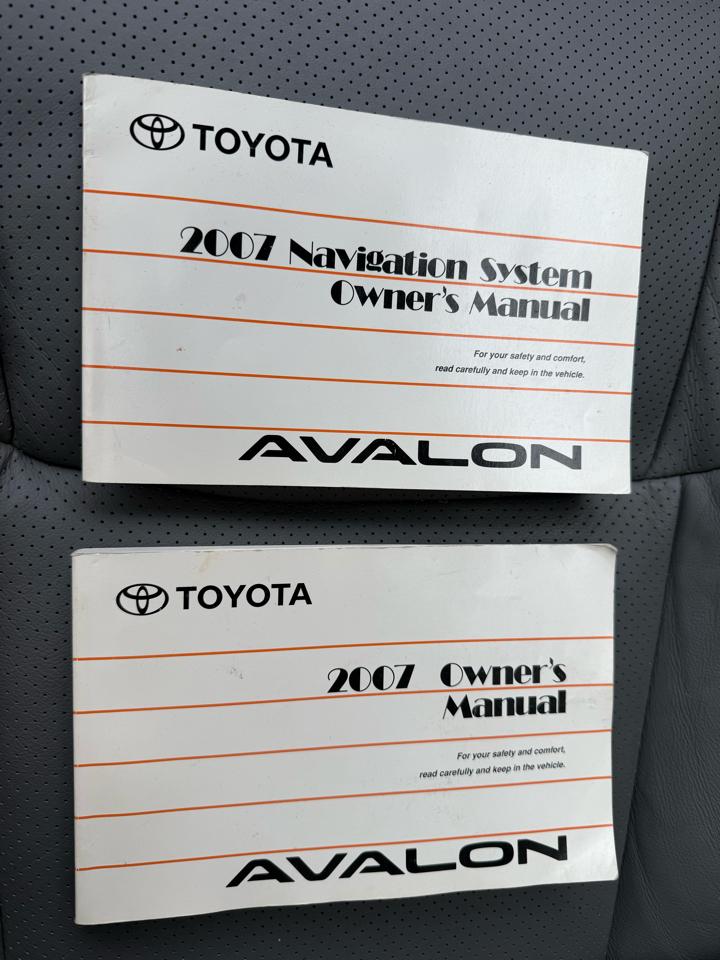 TOYOTA
2007 Navigation System
Owner's Manual
For your safety and comfort,
read carefully and keep in the vehicle.
AVALON
TOYOTA
2007 Owner's
Manual
For your safety and comfort,
read carefully and keep in the vehicle.
AVALON